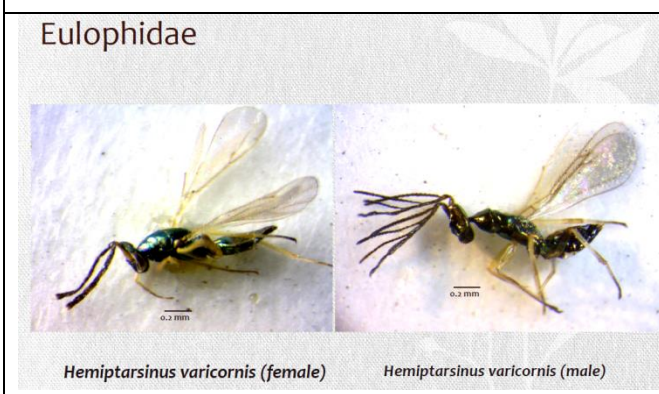 Eulophidae
0.2 mm
0.2 mm
Hemiptarsinus varicornis (female)
Hemiptarsinus varicornis (male)